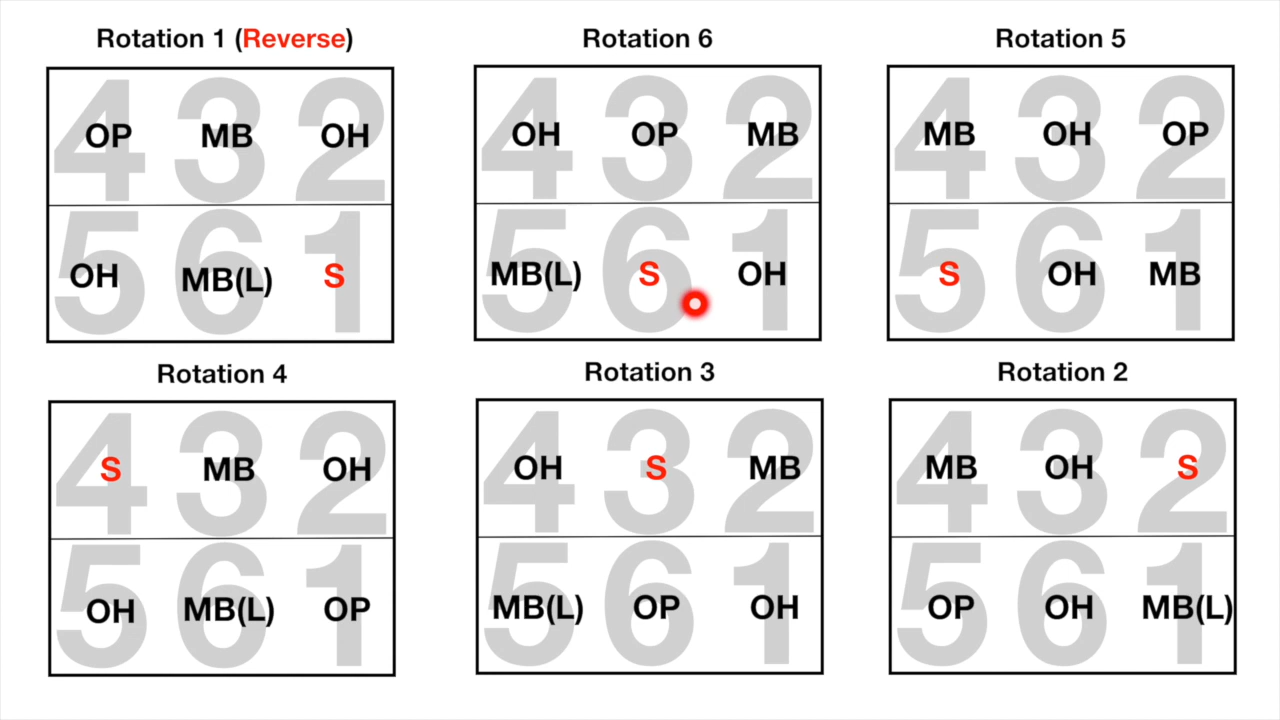 Rotation 1 (Reverse)
4 3 2
OP MB OH
5 6 1
OH MB(L) S
Rotation 6
4 3 2
OH OP MB
5 6 1
MB(L) S OH
Rotation 5
4 3 2
MB OH OP
5 6 1
S OH MB
Rotation 4
4 3 2
S MB OH
5 6 1
OH MB(L) OP
Rotation 3
4 3 2
OH S MB
5 6 1
MB(L) OP OH
Rotation 2
4 3 2
MB OH S
5 6 1
OP OH MB(L)